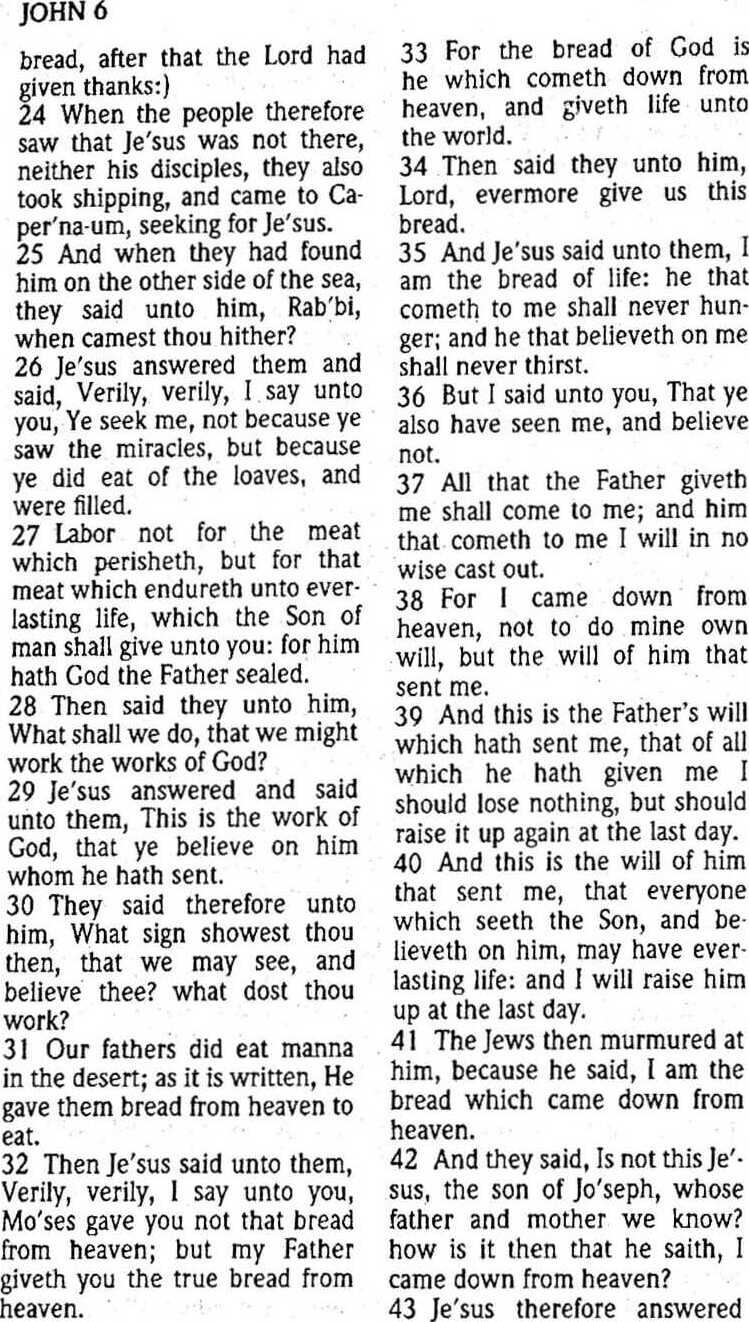 JOHN 6
bread, after that the Lord had
given thanks:)
24 When the people therefore
saw that Je'sus was not there,
neither his disciples, they also
took shipping, and came to Ca-
per'na-um, seeking for Je'sus.
25 And when they had found
him on the other side of the sea,
they said unto him, Rab'bi,
when camest thou hither?
26 Je'sus answered them and
said, Verily, verily, I say unto
you, Ye seek me, not because ye
saw the miracles, but because
ye did eat of the loaves, and
were filled.
27 Labor not for the meat
which perisheth, but for that
meat which endureth unto ever-
lasting life, which the Son of
man shall give unto you: for him
hath God the Father sealed.
28 Then said they unto him,
What shall we do, that we might
work the works of God?
29 Je'sus answered and said
unto them, This is the work of
God, that ye believe on him
whom he hath sent.
30 They said therefore unto
him, What sign showest thou
then, that we may see, and
believe thee? what dost thou
work?
31 Our fathers did eat manna
in the desert; as it is written, He
gave them bread from heaven to
eat.
32 Then Je'sus said unto them,
Verily, verily, I say unto you,
Mo'ses gave you not that bread
from heaven; but my Father
giveth you the true bread from
heaven.
33 For the bread of God is
he which cometh down from
heaven, and giveth life unto
the world.
34 Then said they unto him,
Lord, evermore give us this
bread.
35 And Je'sus said unto them, I
am the bread of life: he that
cometh to me shall never hun-
ger; and he that believeth on me
shall never thirst.
36 But I said unto you, That ye
also have seen me, and believe
not.
37 All that the Father giveth
me shall come to me; and him
that cometh to me I will in no
wise cast out.
38 For I came down from
heaven, not to do mine own
will, but the will of him that
sent me.
39 And this is the Father's will
which hath sent me, that of all
which he hath given me I
should lose nothing, but should
raise it up again at the last day.
40 And this is the will of him
that sent me, that everyone
which seeth the Son, and be-
lieveth on him, may have ever-
lasting life: and I will raise him
up at the last day.
41 The Jews then murmured at
him, because he said, I am the
bread which came down from
heaven.
42 And they said, Is not this Je'-
sus, the son of Jo'seph, whose
father and mother we know?
how is it then that he saith, I
came down from heaven?
43 Je'sus therefore answered